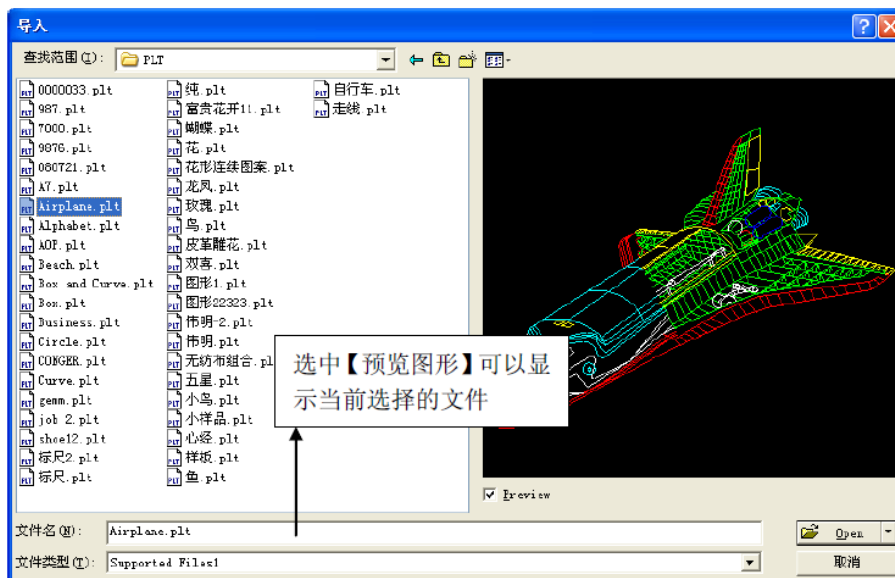 导入
查找范围(I): PLT
0000033.plt
987.plt
7000.plt
9876.plt
060721.plt
A7.plt
Airplane.plt
Alphabet.plt
AOP.plt
Beach.plt
Box and Curve.plt
Box.plt
Business.plt
Circle.plt
CONGER.plt
Curve.plt
gemm.plt
job 2.plt
shoe12.plt
标尺2.plt
标尺.plt
纯.plt
富贵花开11.plt
蝴蝶.plt
花.plt
花形连续图案.plt
龙凤.plt
玫瑰.plt
鸟.plt
皮革雕花.plt
双喜.plt
图形1.plt
图形22323.plt
伟明-2.plt
伟明.plt
无纺布组合.pl
五星.plt
小鸟.plt
小样品.plt
心经.plt
样板.plt
鱼.plt
自行车.plt
走线.plt
选中【预览图形】可以显
示当前选择的文件
Preview
文件名(N): Airplane.plt
Open
文件类型(T): Supported Files1
取消